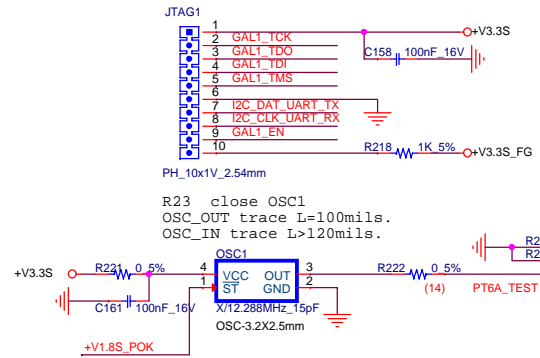 JTAG1
1
+V3.3S
2 GAL1_TCK
3 GAL1_TDO
C158 100nF_16V
4 GAL1_TDI
5 GAL1_TMS
6
7 I2C_DAT_UART_TX
8 I2C_CLK_UART_RX
9 GAL1_EN
10
R218 1K_5% +V3.3S_FG
PH_10x1V_2.54mm
R23 close OSC1
OSC_OUT trace L=100mils.
OSC_IN trace L>120mils.
OSC1
R2
R2
+V3.3S R221 0_5% 4 VCC OUT 3 R222 0_5%
1 ST GND 2
(14) PT6A_TEST
C161 100nF_16V X/12.288MHz_15pF
OSC-3.2X2.5mm
+V1.8S_POK